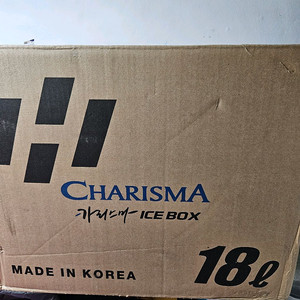 CHARISMA
카리스마 ICE BOX
MADE IN KOREA
18ℓ